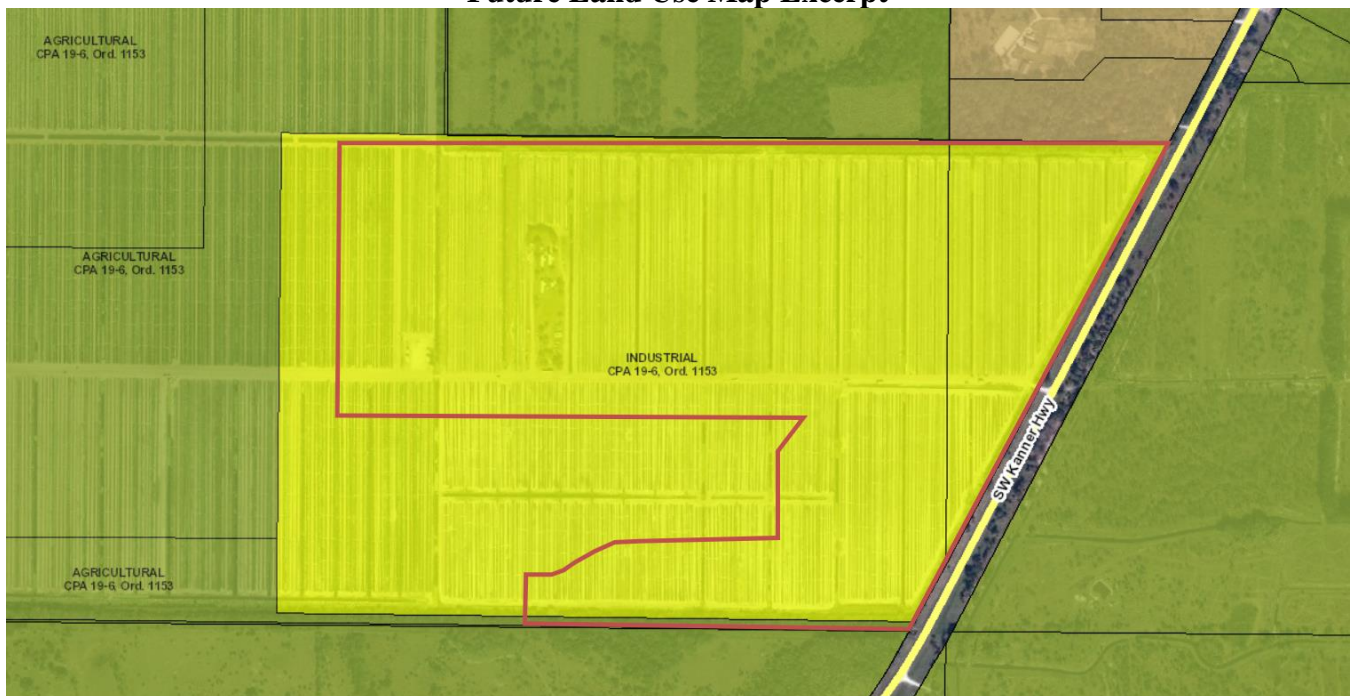 Future Land Use Map Excerpt
AGRICULTURAL
CPA 19-6, Ord. 1153
AGRICULTURAL
CPA 19-6, Ord. 1153
INDUSTRIAL
CPA 19-6, Ord. 1153
SW Kanner Hwy
AGRICULTURAL
CPA 19-6, Ord. 1153